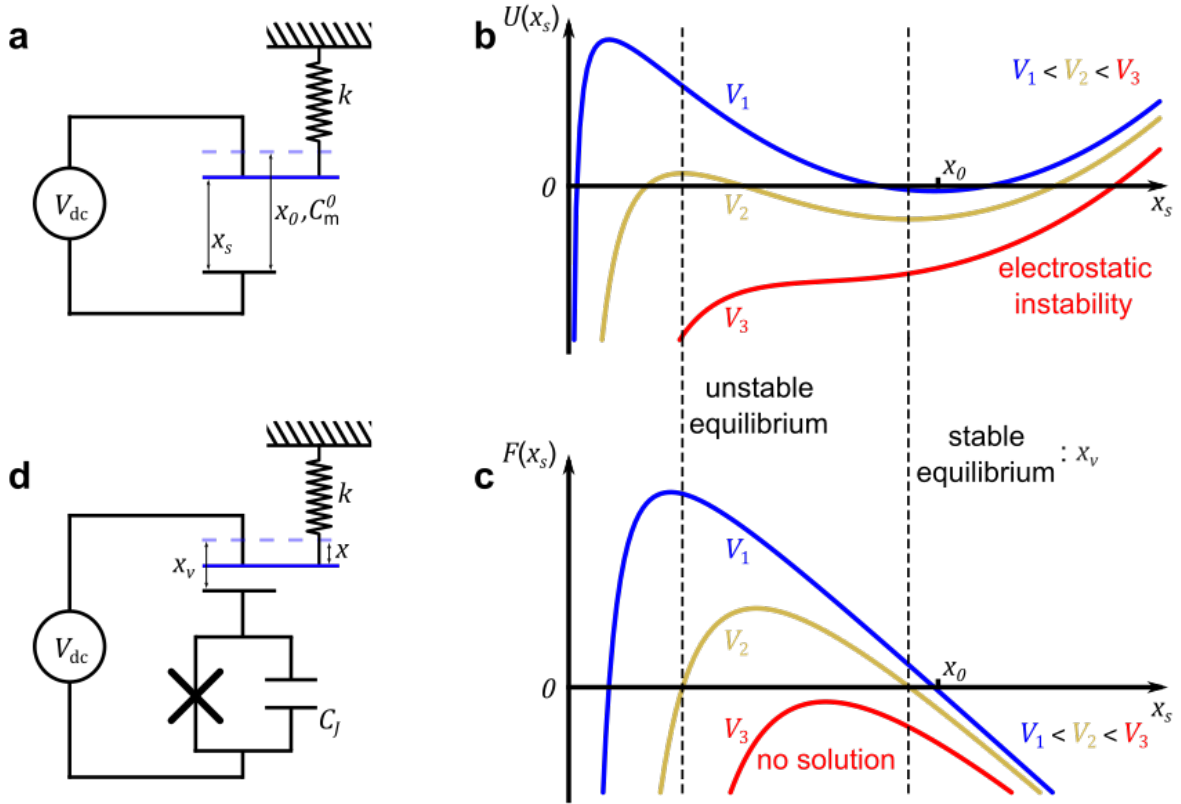 a
k
V_dc
x_s
x_0, C_m^0
b
U(x_s)
V_1 < V_2 < V_3
V_1
x_0
0
V_2
x_s
electrostatic
instability
V_3
unstable
equilibrium
stable
equilibrium : x_v
d
k
x_v
x
V_dc
C_J
c
F(x_s)
V_1
V_2
x_0
0
x_s
V_3
no solution
V_1 < V_2 < V_3